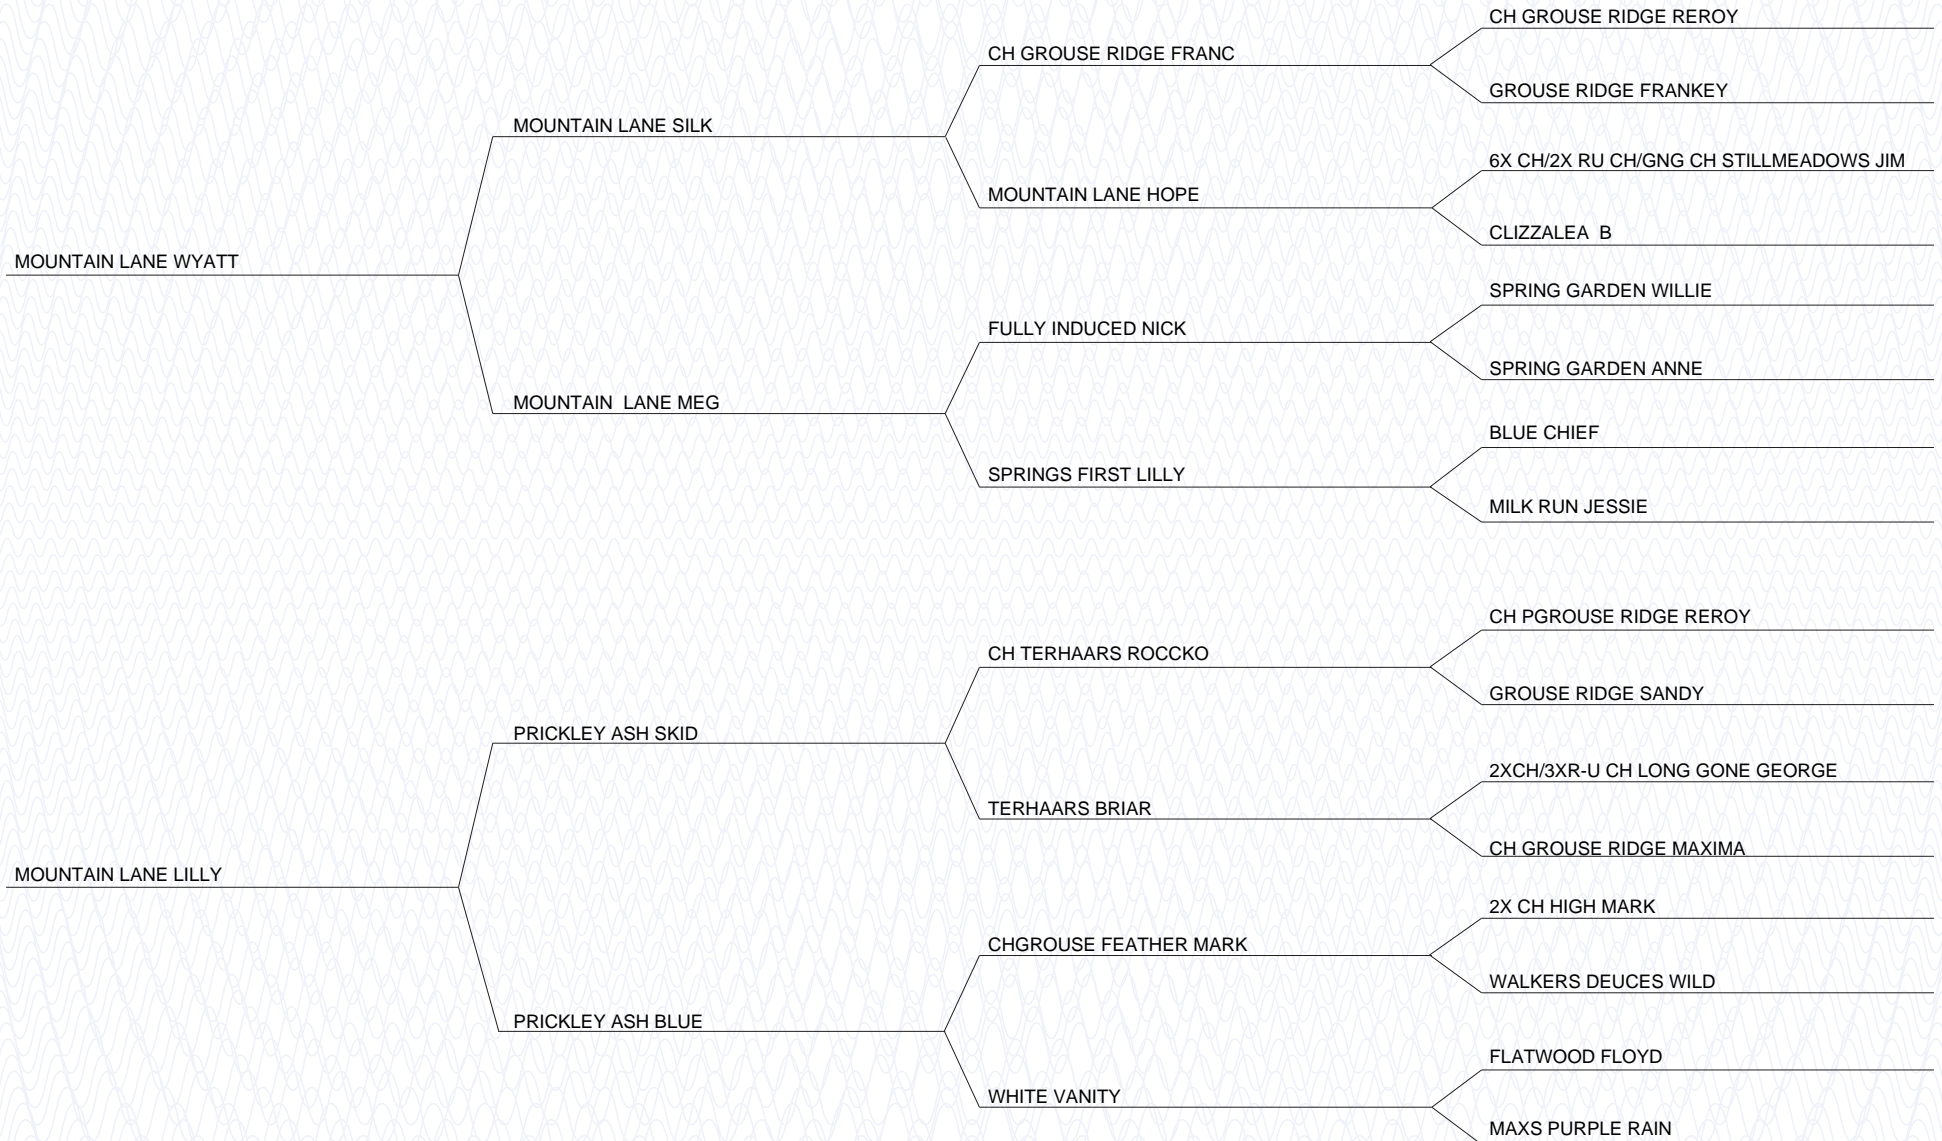 CH GROUSE RIDGE REROY
CH GROUSE RIDGE FRANC
GROUSE RIDGE FRANKEY
MOUNTAIN LANE SILK
6X CH/2X RU CH/GNG CH STILLMEADOWS JIM
MOUNTAIN LANE HOPE
CLIZZALEA  B
MOUNTAIN LANE WYATT
SPRING GARDEN WILLIE
FULLY INDUCED NICK
SPRING GARDEN ANNE
MOUNTAIN  LANE MEG
BLUE CHIEF
SPRINGS FIRST LILLY
MILK RUN JESSIE
CH PGROUSE RIDGE REROY
CH TERHAARS ROCCKO
GROUSE RIDGE SANDY
PRICKLEY ASH SKID
2XCH/3XR-U CH LONG GONE GEORGE
TERHAARS BRIAR
CH GROUSE RIDGE MAXIMA
MOUNTAIN LANE LILLY
2X CH HIGH MARK
CHGROUSE FEATHER MARK
WALKERS DEUCES WILD
PRICKLEY ASH BLUE
FLATWOOD FLOYD
WHITE VANITY
MAXS PURPLE RAIN